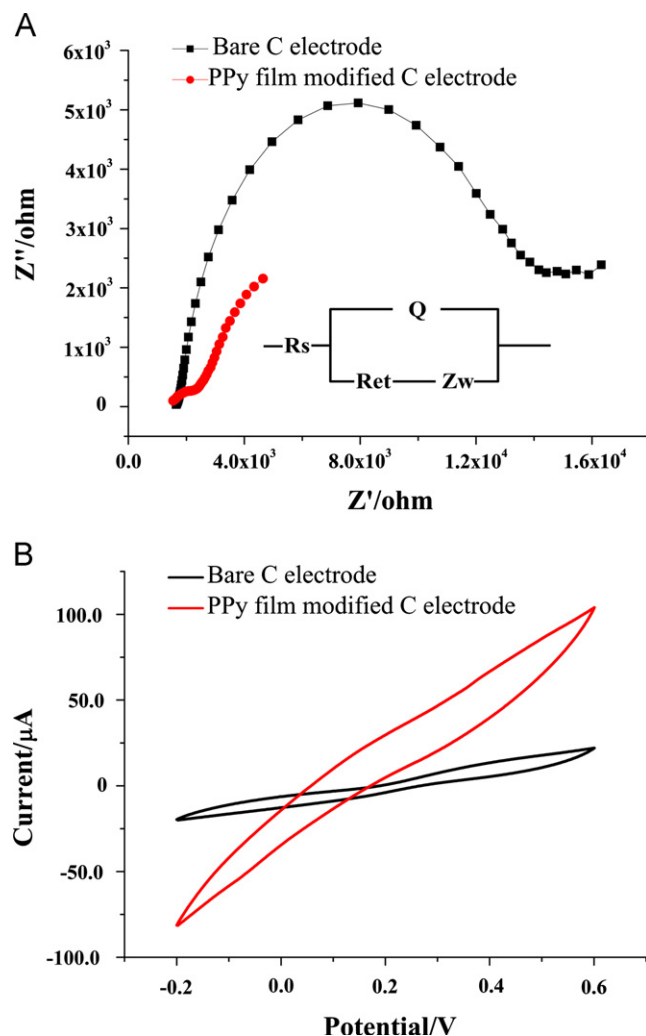 A
Bare C electrode
PPy film modified C electrode
6x10³
5x10³
4x10³
3x10³
2x10³
1x10³
0
Z''/ohm
Rs
Q
Ret
Zw
0.0
4.0x10³
8.0x10³
1.2x10⁴
1.6x10⁴
Z'/ohm
B
Bare C electrode
PPy film modified C electrode
100.0
50.0
0
-50.0
-100.0
Current/μA
-0.2
0.0
0.2
0.4
0.6
Potential/V